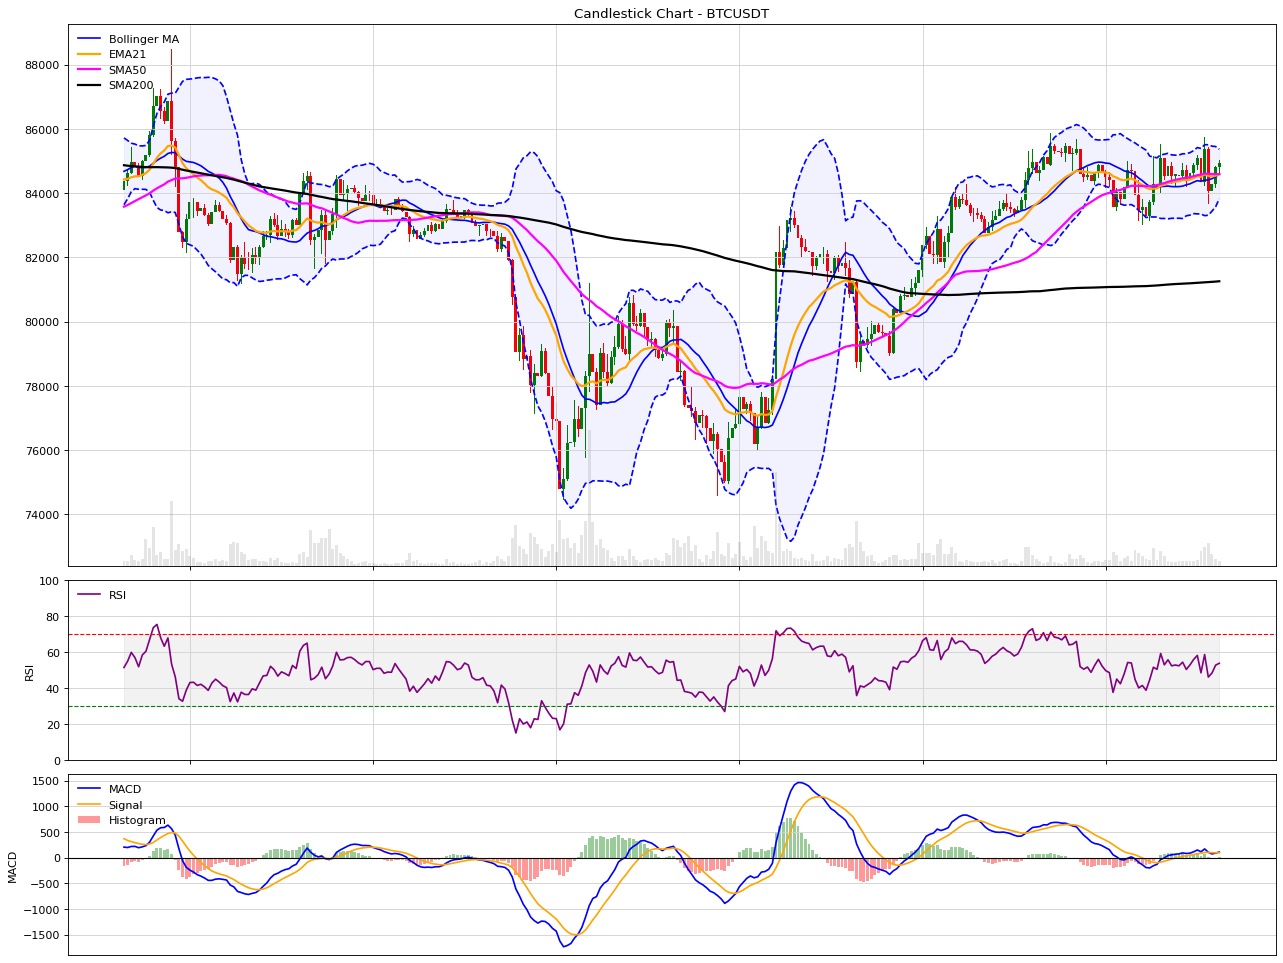 Candlestick Chart - BTCUSDT
Bollinger MA
EMA21
SMA50
SMA200
88000
86000
84000
82000
80000
78000
76000
74000
RSI
100
80
60
40
20
0
RSI
MACD
Signal
Histogram
1500
1000
500
0
−500
−1000
−1500
MACD